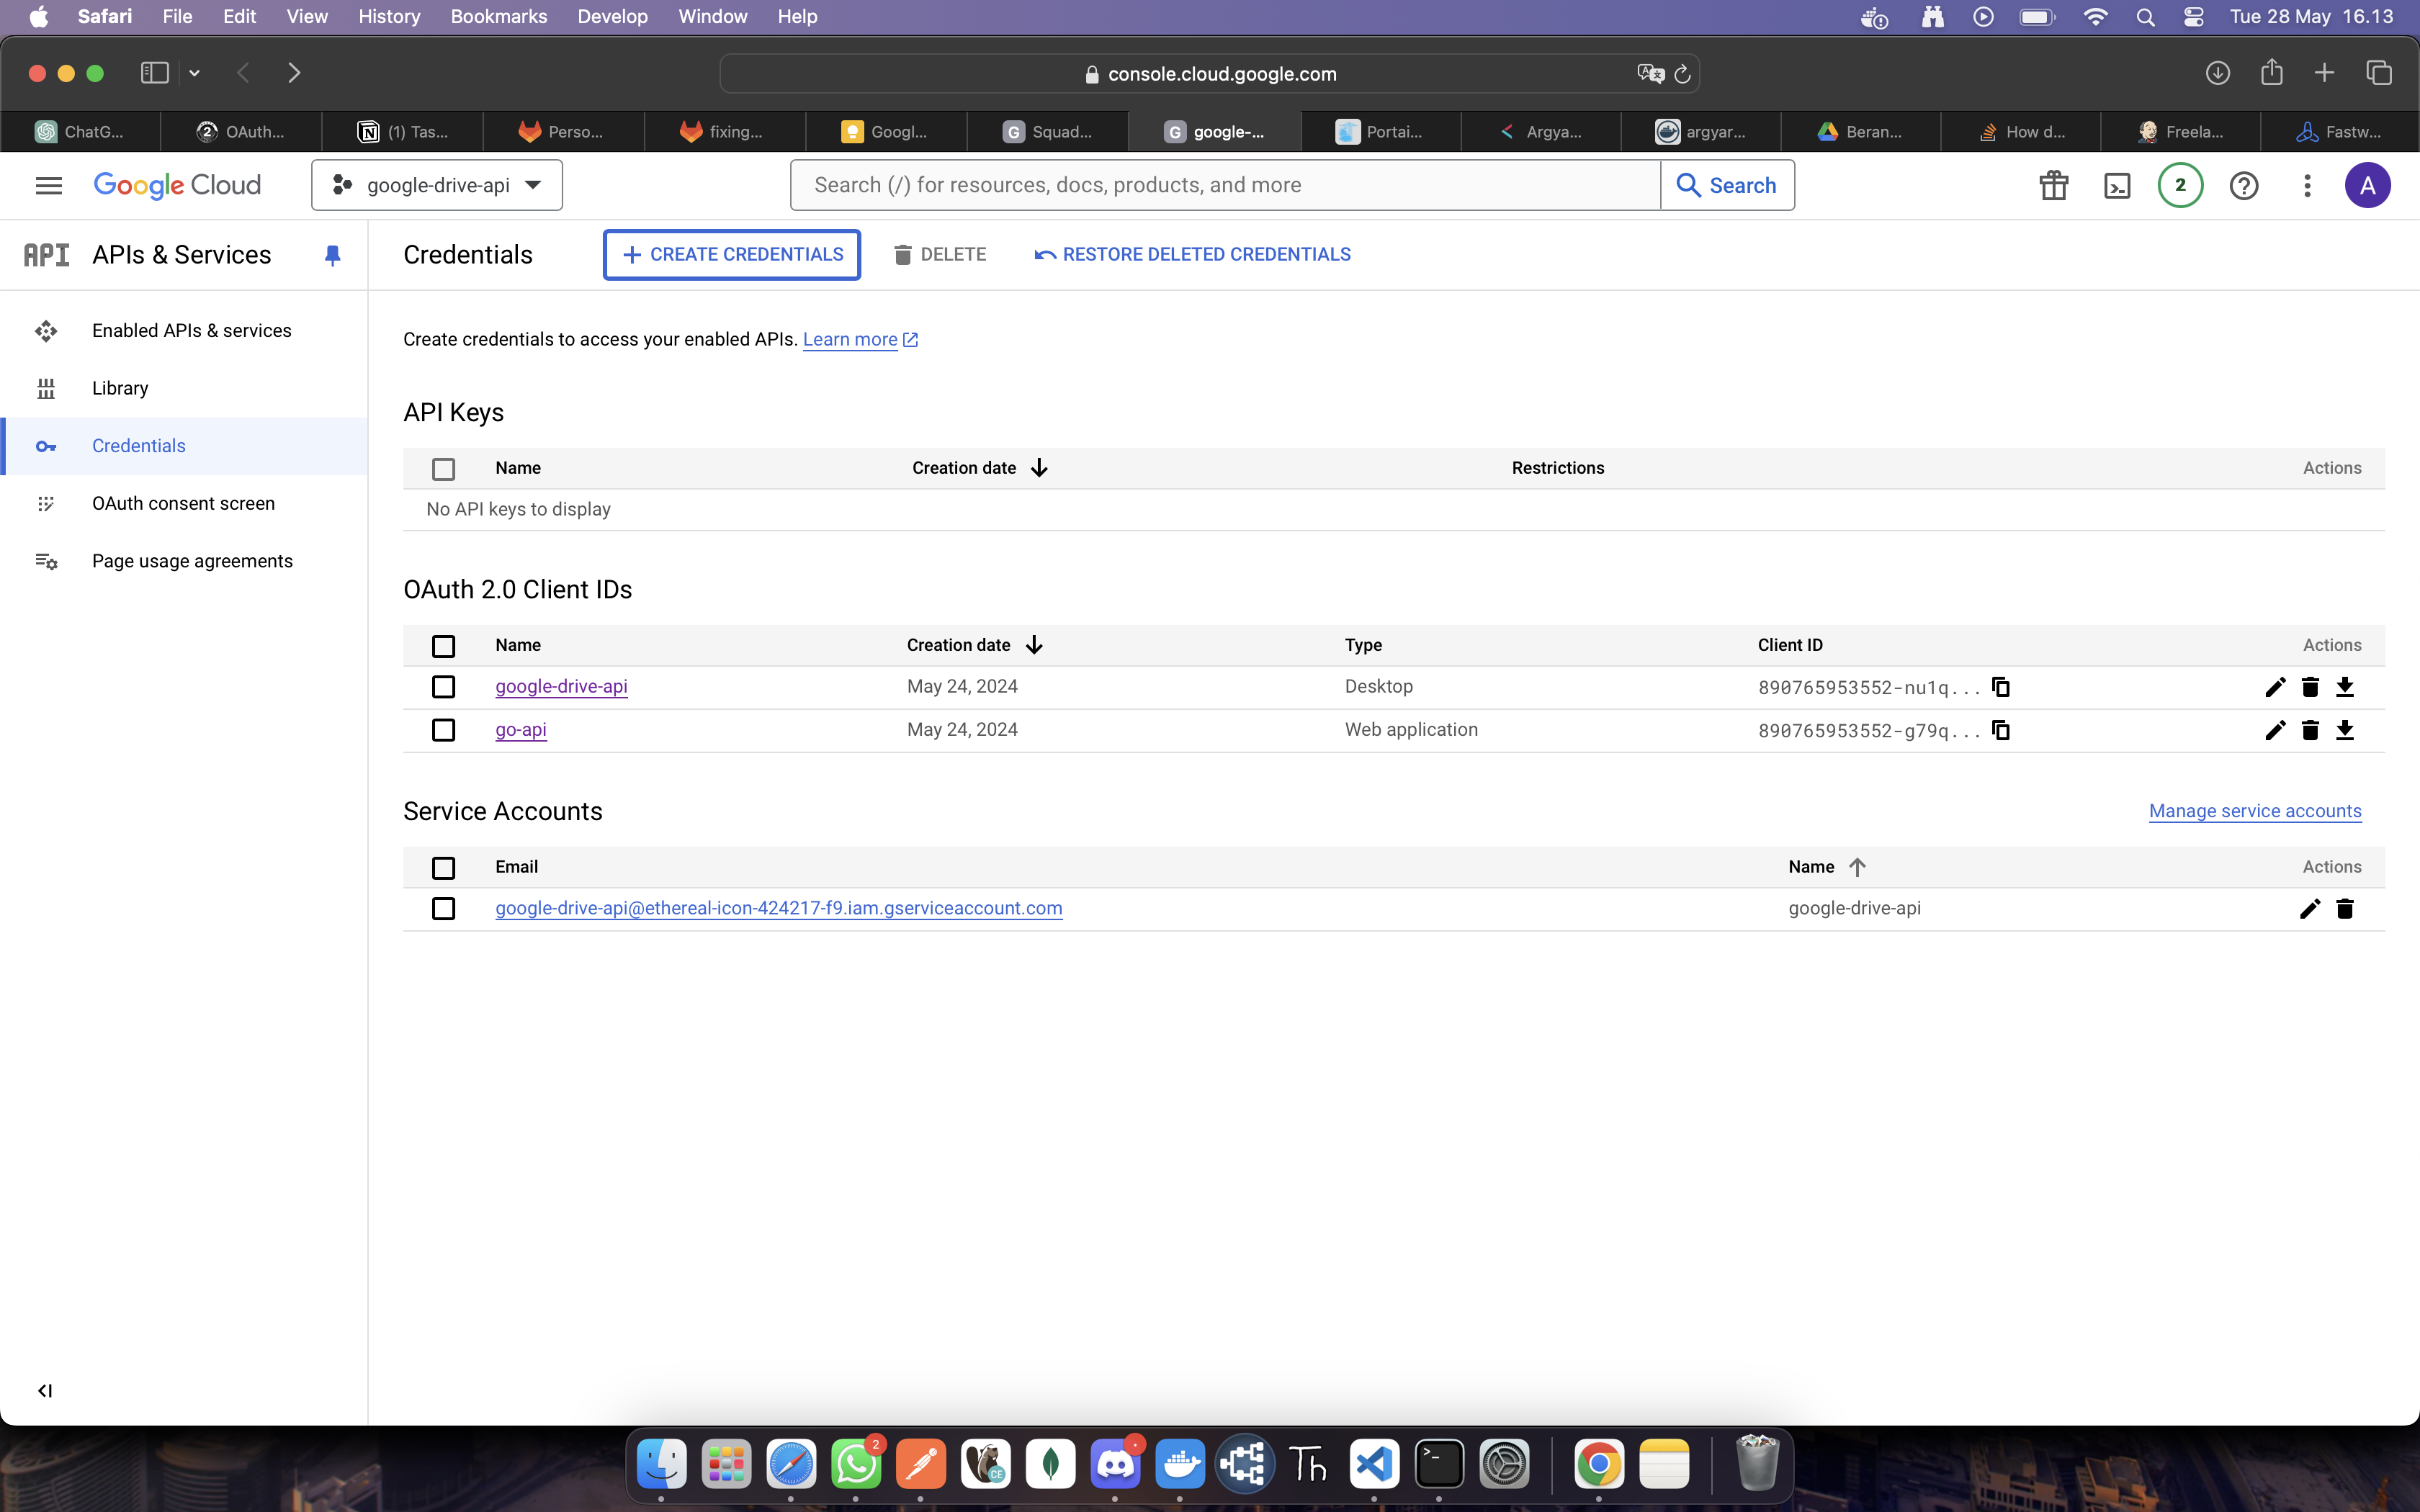 Safari File Edit View History Bookmarks Develop Window Help Tue 28 May 16.13
console.cloud.google.com
ChatG... 2 OAuth... (1) Tas... Perso... fixing... Googl... G Squad... G google-... Portai... Argya... argyar... Beran... How d... Freela... Fastw...
Google Cloud google-drive-api Search (/) for resources, docs, products, and more Search 2 A
API APIs & Services
Credentials + CREATE CREDENTIALS DELETE RESTORE DELETED CREDENTIALS
Enabled APIs & services
Library
Credentials
OAuth consent screen
Page usage agreements
Create credentials to access your enabled APIs. Learn more
API Keys
Name Creation date Restrictions Actions
No API keys to display
OAuth 2.0 Client IDs
Name Creation date Type Client ID Actions
google-drive-api May 24, 2024 Desktop 890765953552-nu1q...
go-api May 24, 2024 Web application 890765953552-g79q...
Service Accounts Manage service accounts
Email Name Actions
google-drive-api@ethereal-icon-424217-f9.iam.gserviceaccount.com google-drive-api
2 CE Th